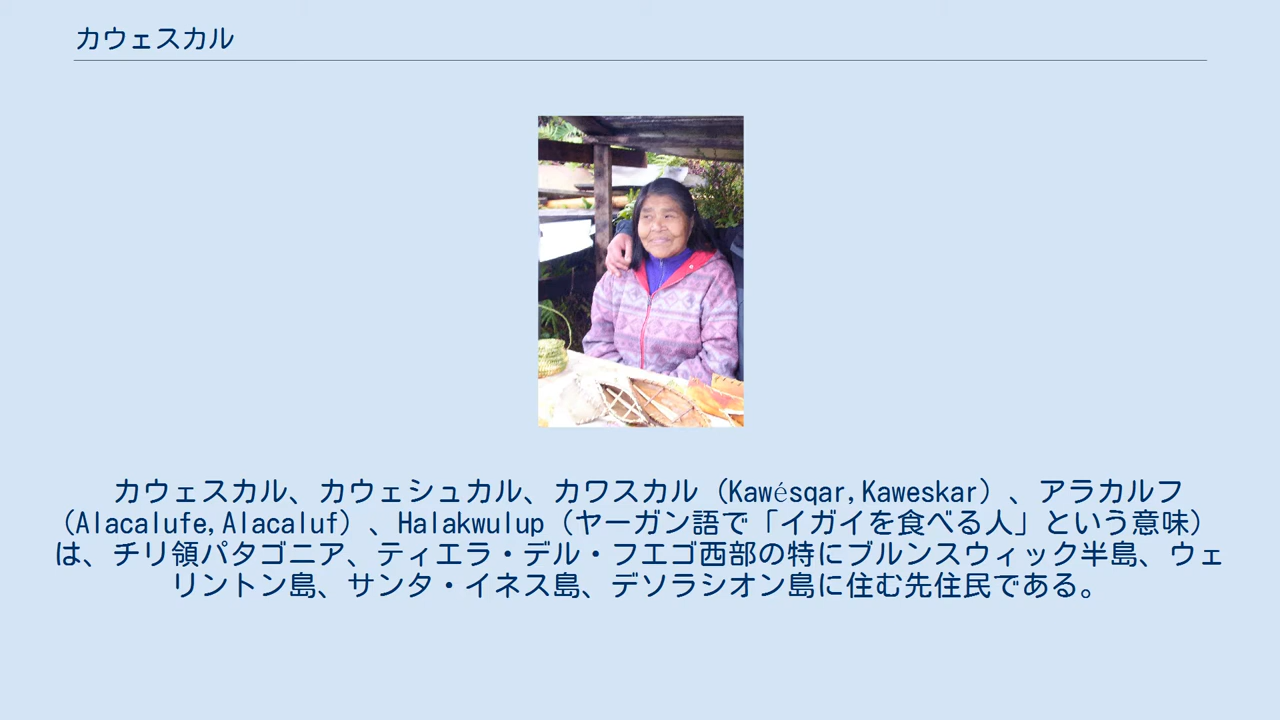 カウェスカル
カウェスカル、カウェシュカル、カワスカル（Kawésqar,Kaweskar）、アラカルフ
（Alacalufe,Alacaluf）、Halakwulup（ヤーガン語で「イガイを食べる人」という意味）
は、チリ領パタゴニア、ティエラ・デル・フエゴ西部の特にブルンスウィック半島、ウェ
リントン島、サンタ・イネス島、デソラシオン島に住む先住民である。